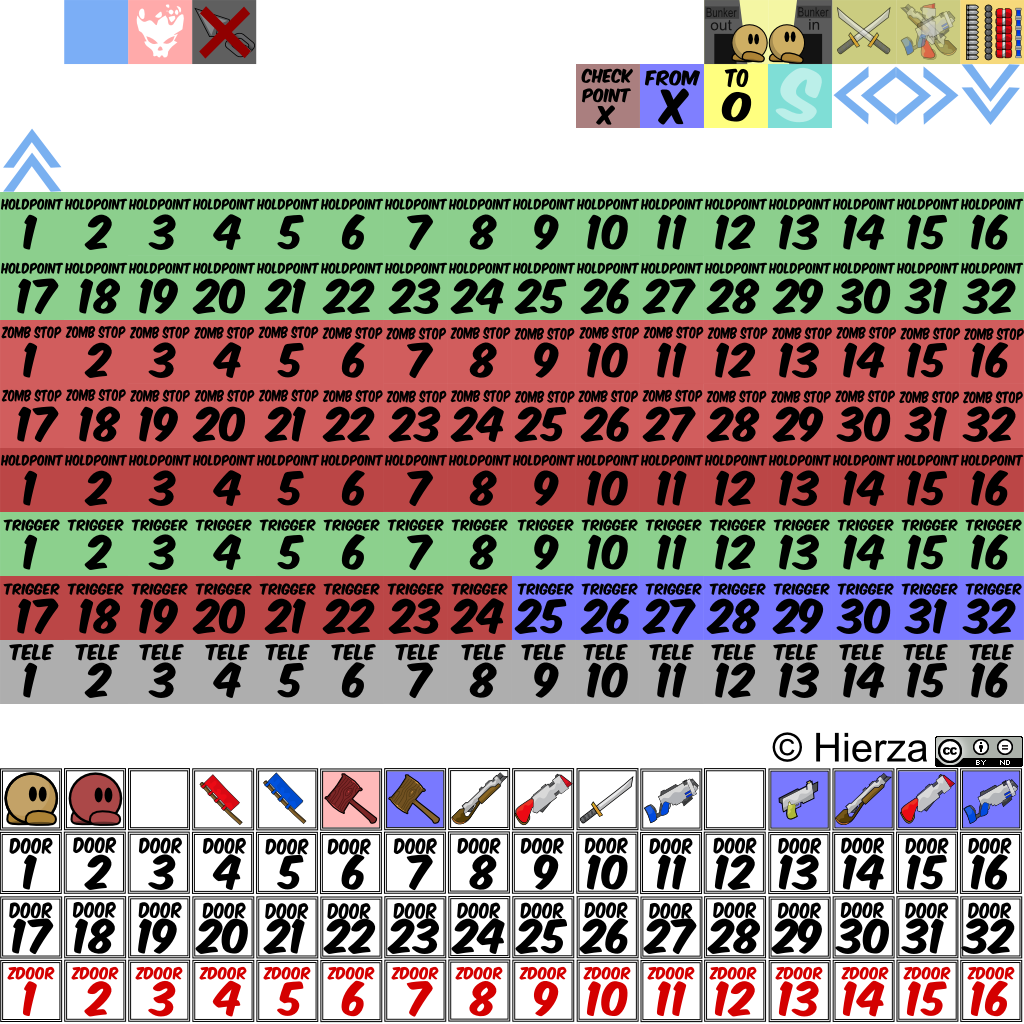 Bunker Bunker
out in
CHECK FROM TO S
POINT
X X O
HOLDPOINT HOLDPOINT HOLDPOINT HOLDPOINT HOLDPOINT HOLDPOINT HOLDPOINT HOLDPOINT HOLDPOINT HOLDPOINT HOLDPOINT HOLDPOINT HOLDPOINT HOLDPOINT HOLDPOINT HOLDPOINT
1 2 3 4 5 6 7 8 9 10 11 12 13 14 15 16
HOLDPOINT HOLDPOINT HOLDPOINT HOLDPOINT HOLDPOINT HOLDPOINT HOLDPOINT HOLDPOINT HOLDPOINT HOLDPOINT HOLDPOINT HOLDPOINT HOLDPOINT HOLDPOINT HOLDPOINT HOLDPOINT
17 18 19 20 21 22 23 24 25 26 27 28 29 30 31 32
ZOMB STOP ZOMB STOP ZOMB STOP ZOMB STOP ZOMB STOP ZOMB STOP ZOMB STOP ZOMB STOP ZOMB STOP ZOMB STOP ZOMB STOP ZOMB STOP ZOMB STOP ZOMB STOP ZOMB STOP ZOMB STOP
1 2 3 4 5 6 7 8 9 10 11 12 13 14 15 16
ZOMB STOP ZOMB STOP ZOMB STOP ZOMB STOP ZOMB STOP ZOMB STOP ZOMB STOP ZOMB STOP ZOMB STOP ZOMB STOP ZOMB STOP ZOMB STOP ZOMB STOP ZOMB STOP ZOMB STOP ZOMB STOP
17 18 19 20 21 22 23 24 25 26 27 28 29 30 31 32
HOLDPOINT HOLDPOINT HOLDPOINT HOLDPOINT HOLDPOINT HOLDPOINT HOLDPOINT HOLDPOINT HOLDPOINT HOLDPOINT HOLDPOINT HOLDPOINT HOLDPOINT HOLDPOINT HOLDPOINT HOLDPOINT
1 2 3 4 5 6 7 8 9 10 11 12 13 14 15 16
TRIGGER TRIGGER TRIGGER TRIGGER TRIGGER TRIGGER TRIGGER TRIGGER TRIGGER TRIGGER TRIGGER TRIGGER TRIGGER TRIGGER TRIGGER TRIGGER
1 2 3 4 5 6 7 8 9 10 11 12 13 14 15 16
TRIGGER TRIGGER TRIGGER TRIGGER TRIGGER TRIGGER TRIGGER TRIGGER TRIGGER TRIGGER TRIGGER TRIGGER TRIGGER TRIGGER TRIGGER TRIGGER
17 18 19 20 21 22 23 24 25 26 27 28 29 30 31 32
TELE TELE TELE TELE TELE TELE TELE TELE TELE TELE TELE TELE TELE TELE TELE TELE
1 2 3 4 5 6 7 8 9 10 11 12 13 14 15 16
© Hierza cc BY ND
DOOR DOOR DOOR DOOR DOOR DOOR DOOR DOOR DOOR DOOR DOOR DOOR DOOR DOOR DOOR DOOR
1 2 3 4 5 6 7 8 9 10 11 12 13 14 15 16
DOOR DOOR DOOR DOOR DOOR DOOR DOOR DOOR DOOR DOOR DOOR DOOR DOOR DOOR DOOR DOOR
17 18 19 20 21 22 23 24 25 26 27 28 29 30 31 32
ZDOOR ZDOOR ZDOOR ZDOOR ZDOOR ZDOOR ZDOOR ZDOOR ZDOOR ZDOOR ZDOOR ZDOOR ZDOOR ZDOOR ZDOOR ZDOOR
1 2 3 4 5 6 7 8 9 10 11 12 13 14 15 16